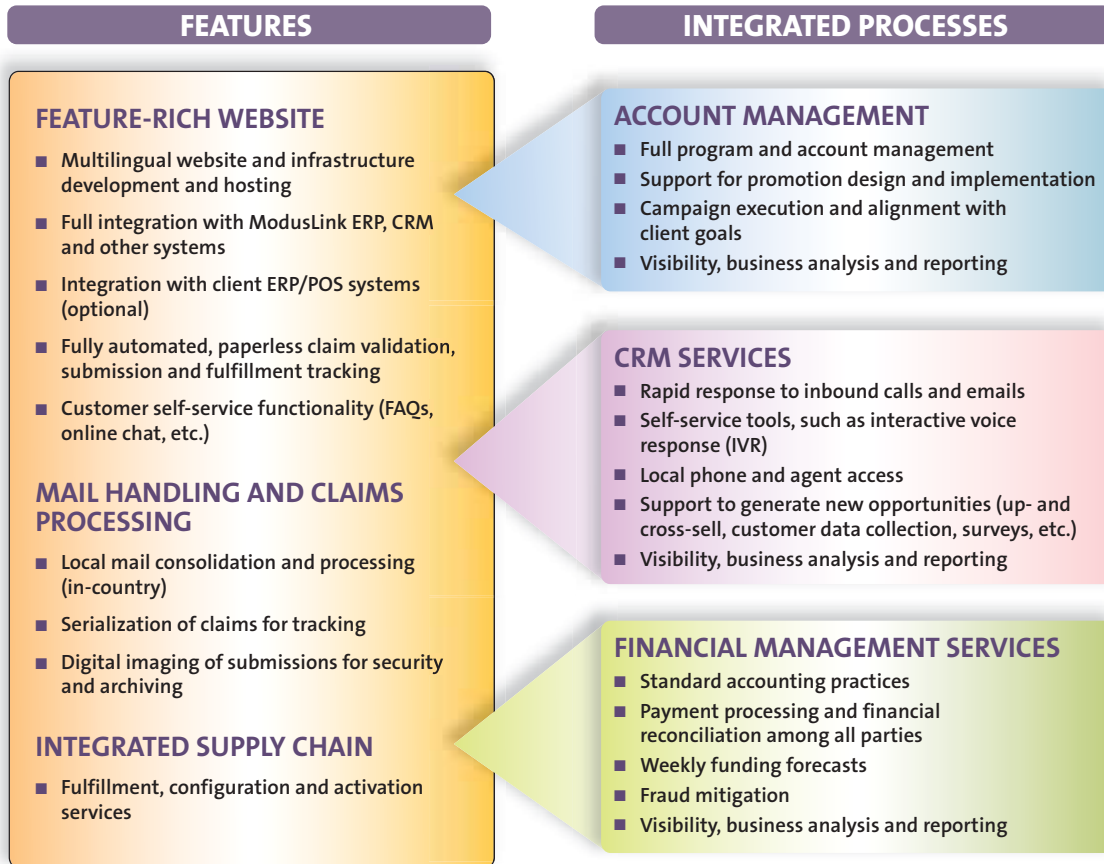 FEATURES
FEATURE-RICH WEBSITE
■ Multilingual website and infrastructure
development and hosting
■ Full integration with ModusLink ERP, CRM
and other systems
■ Integration with client ERP/POS systems
(optional)
■ Fully automated, paperless claim validation,
submission and fulfillment tracking
■ Customer self-service functionality (FAQs,
online chat, etc.)
MAIL HANDLING AND CLAIMS
PROCESSING
■ Local mail consolidation and processing
(in-country)
■ Serialization of claims for tracking
■ Digital imaging of submissions for security
and archiving
INTEGRATED SUPPLY CHAIN
■ Fulfillment, configuration and activation
services
INTEGRATED PROCESSES
ACCOUNT MANAGEMENT
■ Full program and account management
■ Support for promotion design and implementation
■ Campaign execution and alignment with
client goals
■ Visibility, business analysis and reporting
CRM SERVICES
■ Rapid response to inbound calls and emails
■ Self-service tools, such as interactive voice
response (IVR)
■ Local phone and agent access
■ Support to generate new opportunities (up- and
cross-sell, customer data collection, surveys, etc.)
■ Visibility, business analysis and reporting
FINANCIAL MANAGEMENT SERVICES
■ Standard accounting practices
■ Payment processing and financial
reconciliation among all parties
■ Weekly funding forecasts
■ Fraud mitigation
■ Visibility, business analysis and reporting